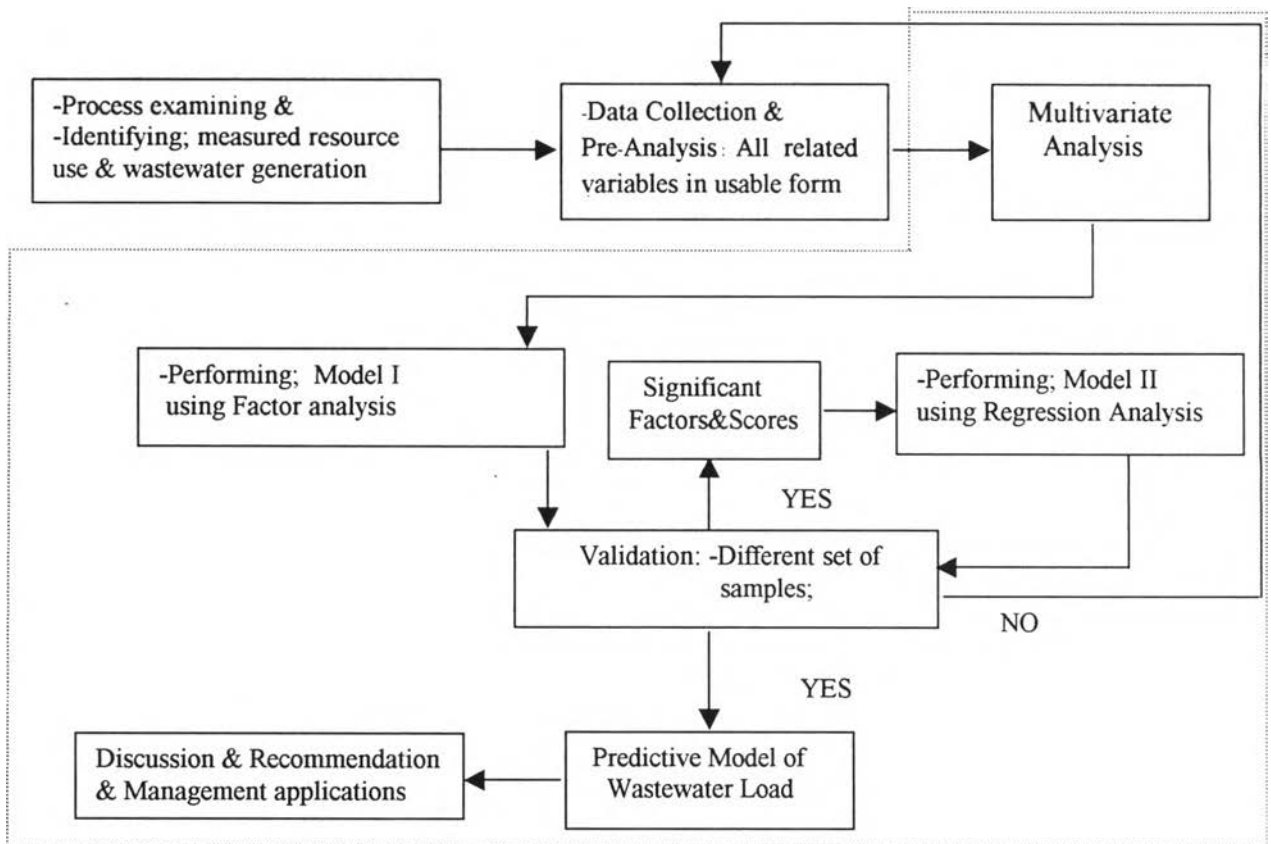 -Process examining &
-Identifying; measured resource
use & wastewater generation
-Data Collection &
Pre-Analysis: All related
variables in usable form
Multivariate
Analysis
-Performing; Model I
using Factor analysis
Significant
Factors&Scores
-Performing; Model II
using Regression Analysis
YES
Validation: -Different set of
samples;
NO
YES
Discussion & Recommendation
& Management applications
Predictive Model of
Wastewater Load